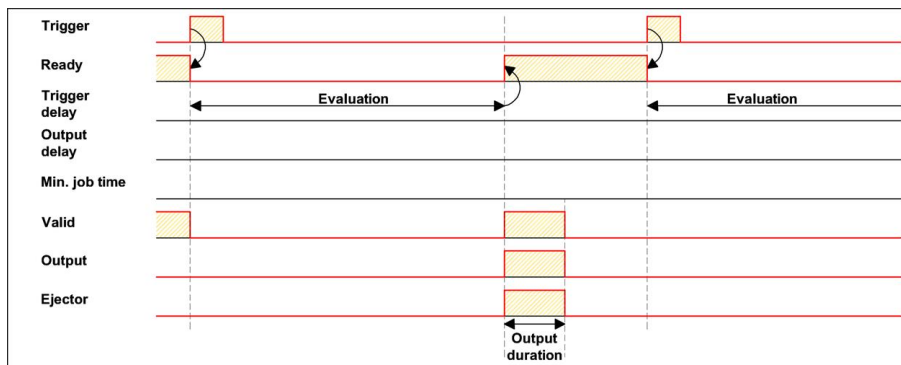 Trigger
Ready
Trigger
delay
Evaluation
Evaluation
Output
delay
Min. job time
Valid
Output
Ejector
Output
duration